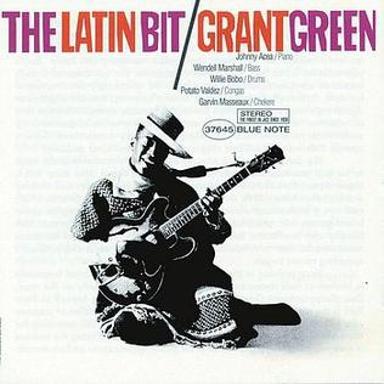 THE LATIN BIT/GRANT GREEN
Johnny Acea/Piano
Wendell Marshall/Bass
Willie Bobo/Drums
Potato Valdez/Congas
Garvin Masseaux/Chekere
STEREO
THE FINEST IN JAZZ SINCE 1939
37645 BLUE NOTE